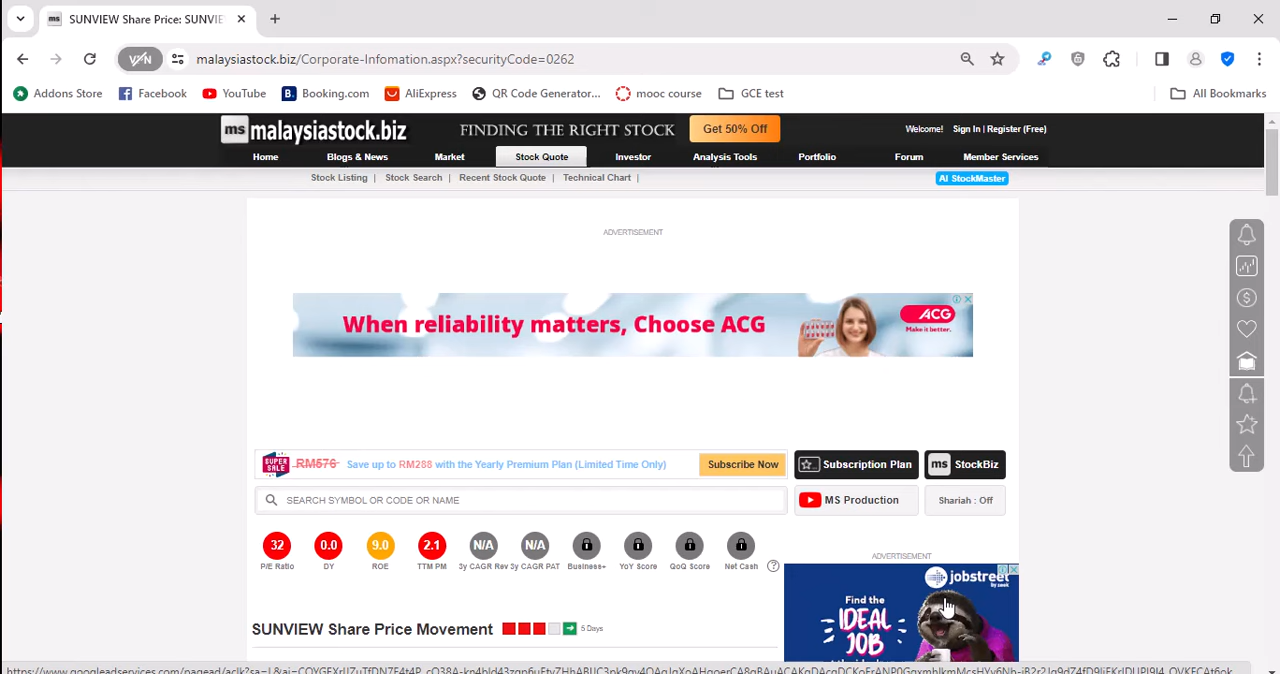 ms SUNVIEW Share Price: SUNVIE
malaysiastock.biz/Corporate-Infomation.aspx?securityCode=0262
Addons Store Facebook YouTube Booking.com AliExpress QR Code Generator... mooc course GCE test All Bookmarks
ms malaysiastock.biz FINDING THE RIGHT STOCK Get 50% Off Welcome! Sign In | Register (Free)
Home Blogs & News Market Stock Quote Investor Analysis Tools Portfolio Forum Member Services
Stock Listing | Stock Search | Recent Stock Quote | Technical Chart | AI StockMaster
ADVERTISEMENT
When reliability matters, Choose ACG
ACG
Make it better.
SUPER SALE RM576 Save up to RM288 with the Yearly Premium Plan (Limited Time Only) Subscribe Now Subscription Plan ms StockBiz
SEARCH SYMBOL OR CODE OR NAME MS Production Shariah : Off
32 0.0 9.0 2.1 N/A N/A
P/E Ratio DY ROE TTM PM 3y CAGR Rev 3y CAGR PAT Business+ YoY Score QoQ Score Net Cash ?
ADVERTISEMENT
jobstreet
by seek
Find the
IDEAL
JOB
SUNVIEW Share Price Movement 5 Days